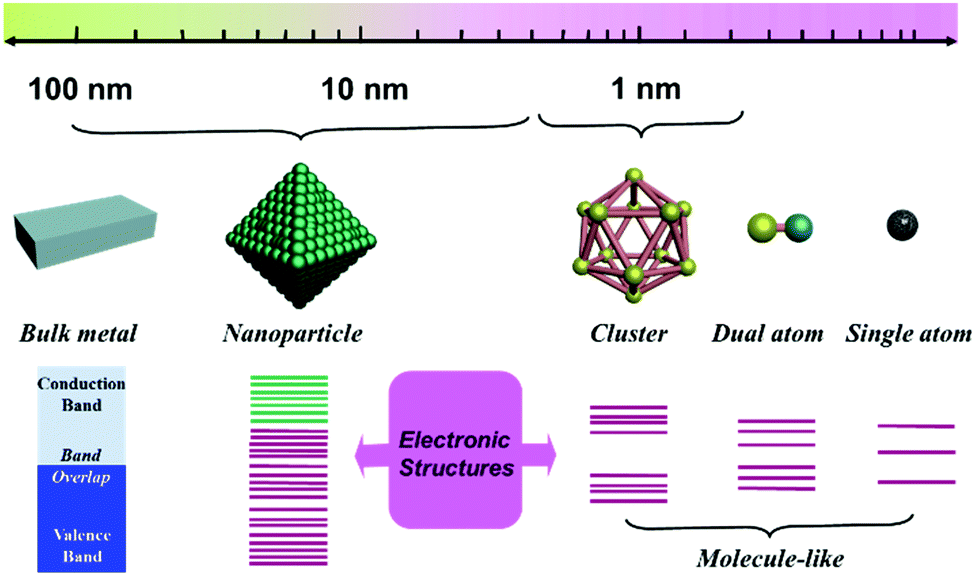 100 nm
10 nm
1 nm
Bulk metal
Nanoparticle
Cluster
Dual atom
Single atom
Conduction
Band
Band
Overlap
Valence
Band
Electronic
Structures
Molecule-like